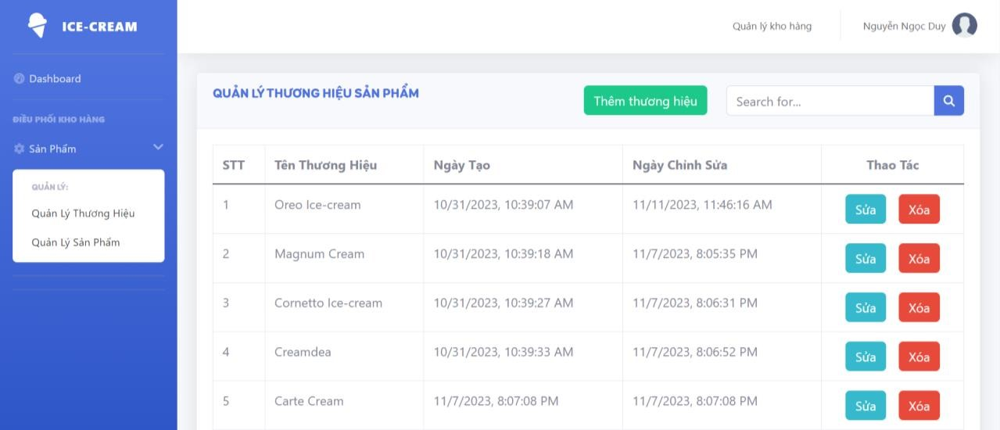 ICE-CREAM
Quản lý kho hàng
Nguyễn Ngọc Duy
Dashboard
ĐIỀU PHỐI KHO HÀNG
Sản Phẩm
QUẢN LÝ:
Quản Lý Thương Hiệu
Quản Lý Sản Phẩm
QUẢN LÝ THƯƠNG HIỆU SẢN PHẨM
Thêm thương hiệu
Search for...
STT Tên Thương Hiệu Ngày Tạo Ngày Chỉnh Sửa Thao Tác
1 Oreo Ice-cream 10/31/2023, 10:39:07 AM 11/11/2023, 11:46:16 AM Sửa Xóa
2 Magnum Cream 10/31/2023, 10:39:18 AM 11/7/2023, 8:05:35 PM Sửa Xóa
3 Cornetto Ice-cream 10/31/2023, 10:39:27 AM 11/7/2023, 8:06:31 PM Sửa Xóa
4 Creamdea 10/31/2023, 10:39:33 AM 11/7/2023, 8:06:52 PM Sửa Xóa
5 Carte Cream 11/7/2023, 8:07:08 PM 11/7/2023, 8:07:08 PM Sửa Xóa